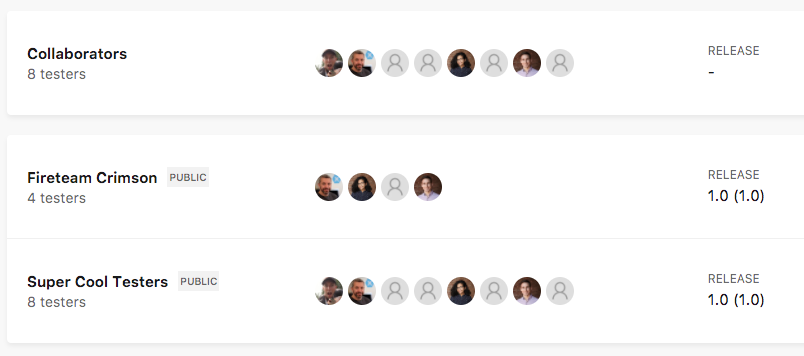 Collaborators
8 testers
RELEASE
-
Fireteam Crimson PUBLIC
4 testers
RELEASE
1.0 (1.0)
Super Cool Testers PUBLIC
8 testers
RELEASE
1.0 (1.0)